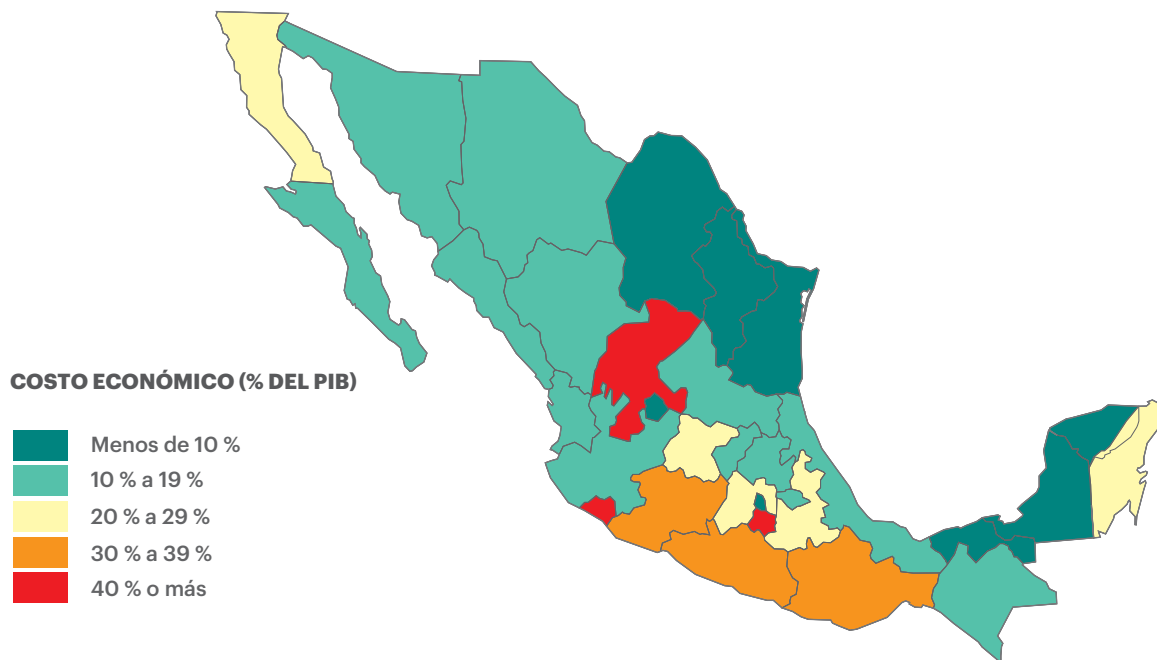 COSTO ECONÓMICO (% DEL PIB)
Menos de 10 %
10 % a 19 %
20 % a 29 %
30 % a 39 %
40 % o más